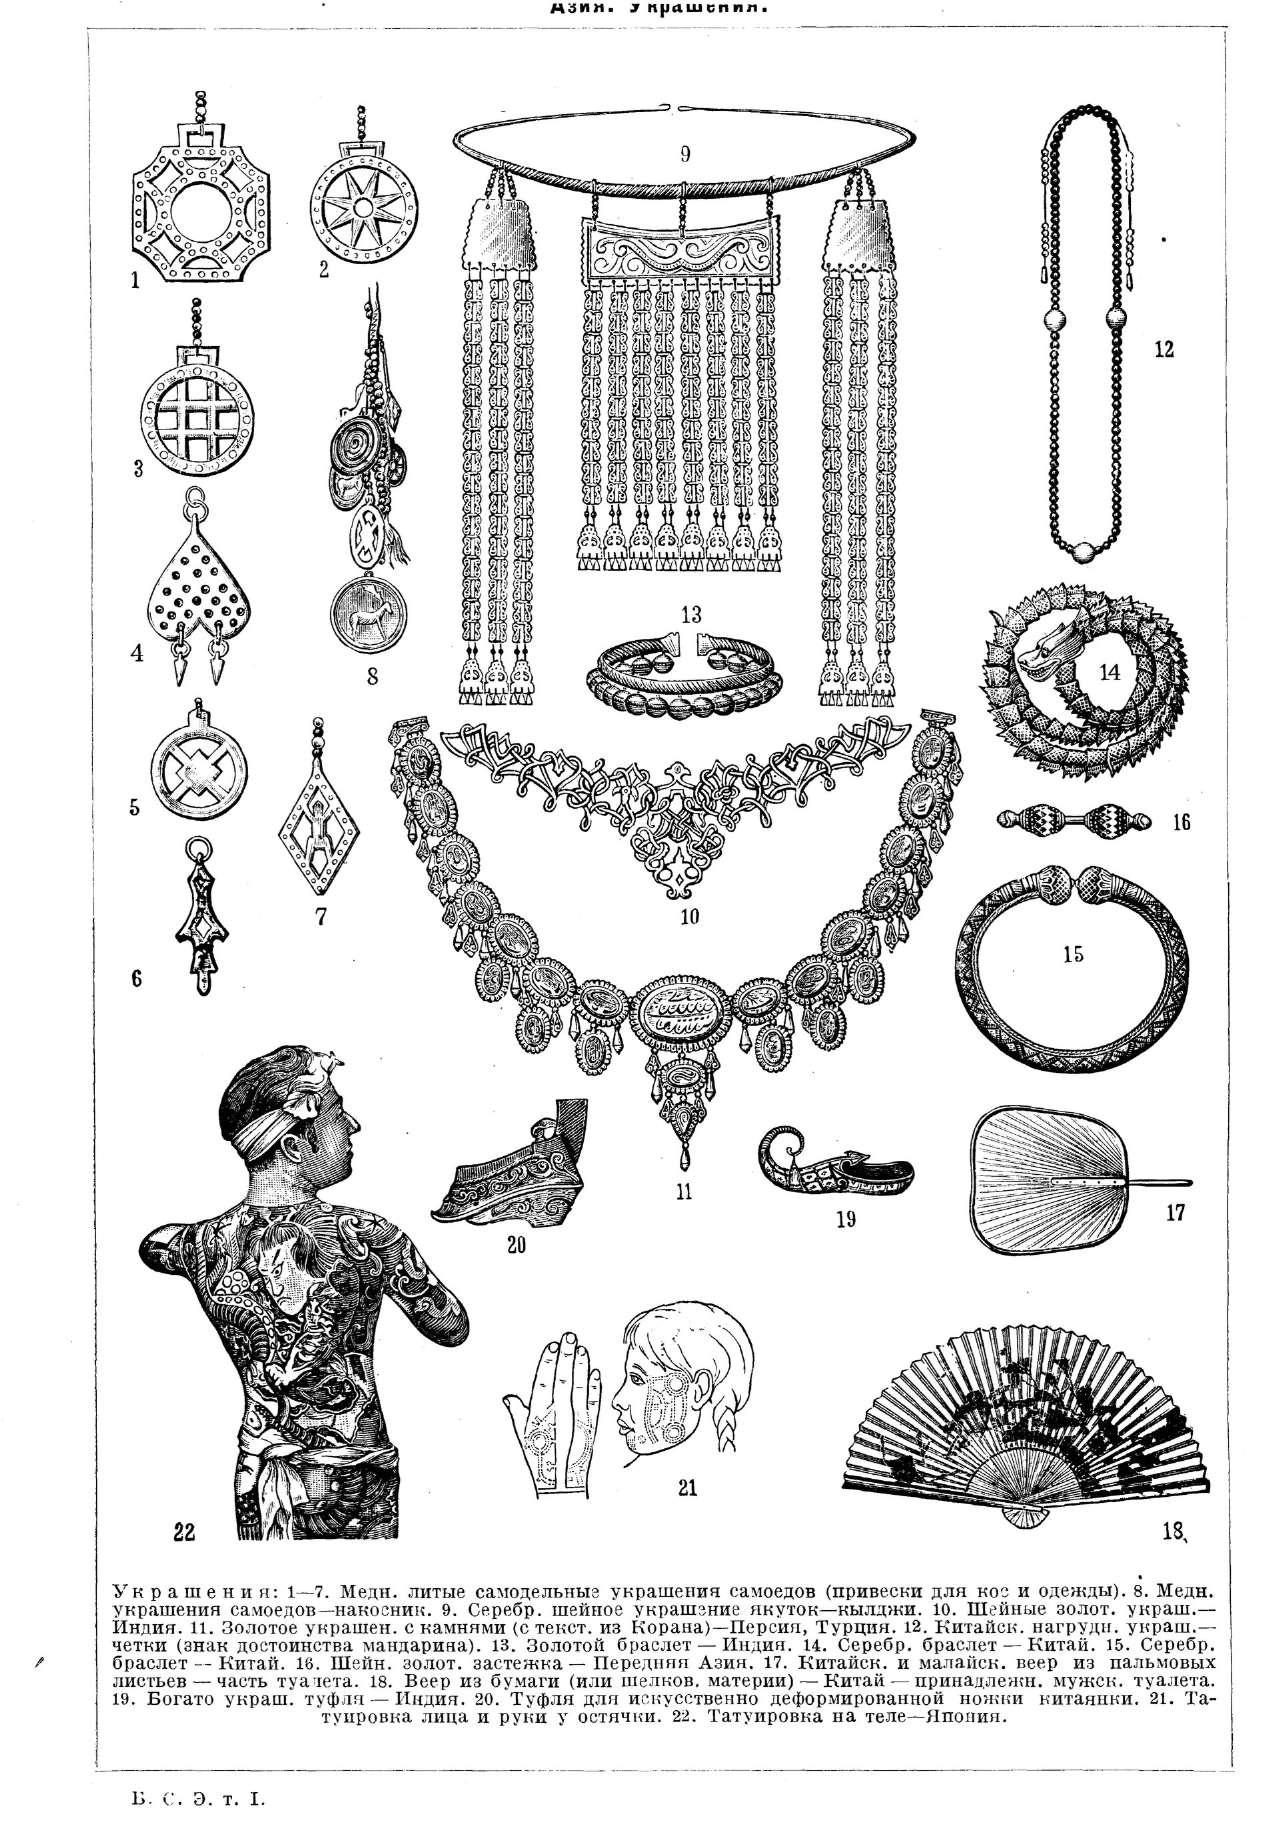 Азия. Украшения.
9
1
2
12
3
13
4
8
14
5
16
7
10
6
15
11
19
17
20
21
22
18
Украшения: 1—7. Медн. литые самодельные украшения самоедов (привески для кос и одежды). 8. Медн.
украшения самоедов—накосник. 9. Серебр. шейное украшение якуток—кылджи. 10. Шейные золот. украш.—
Индия. 11. Золотое украшен. с камнями (с текст. из Корана)—Персия, Турция. 12. Китайск. нагрудн. украш.—
четки (знак достоинства мандарина). 13. Золотой браслет — Индия. 14. Серебр. браслет — Китай. 15. Серебр.
браслет — Китай. 16. Шейн. золот. застежка — Передняя Азия. 17. Китайск. и малайск. веер из пальмовых
листьев — часть туалета. 18. Веер из бумаги (или шелков. материи) — Китай — принадлежн. мужск. туалета.
19. Богато украш. туфля — Индия. 20. Туфля для искусственно деформированной ножки китаянки. 21. Та-
туировка лица и руки у остячки. 22. Татуировка на теле—Япония.
Б. С. Э. т. I.